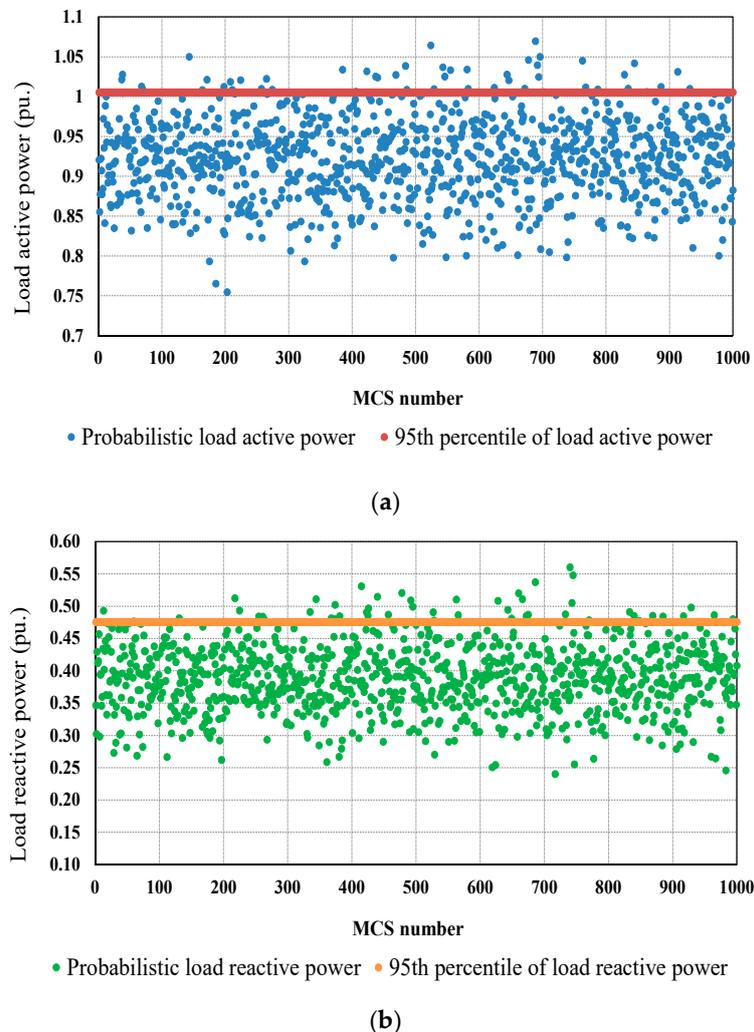 1.1
1.05
1
0.95
0.9
0.85
0.8
0.75
0.7
Load active power (pu.)
0 100 200 300 400 500 600 700 800 900 1000
MCS number
Probabilistic load active power 95th percentile of load active power
(a)
0.60
0.55
0.50
0.45
0.40
0.35
0.30
0.25
0.20
0.15
0.10
Load reactive power (pu.)
0 100 200 300 400 500 600 700 800 900 1000
MCS number
Probabilistic load reactive power 95th percentile of load reactive power
(b)